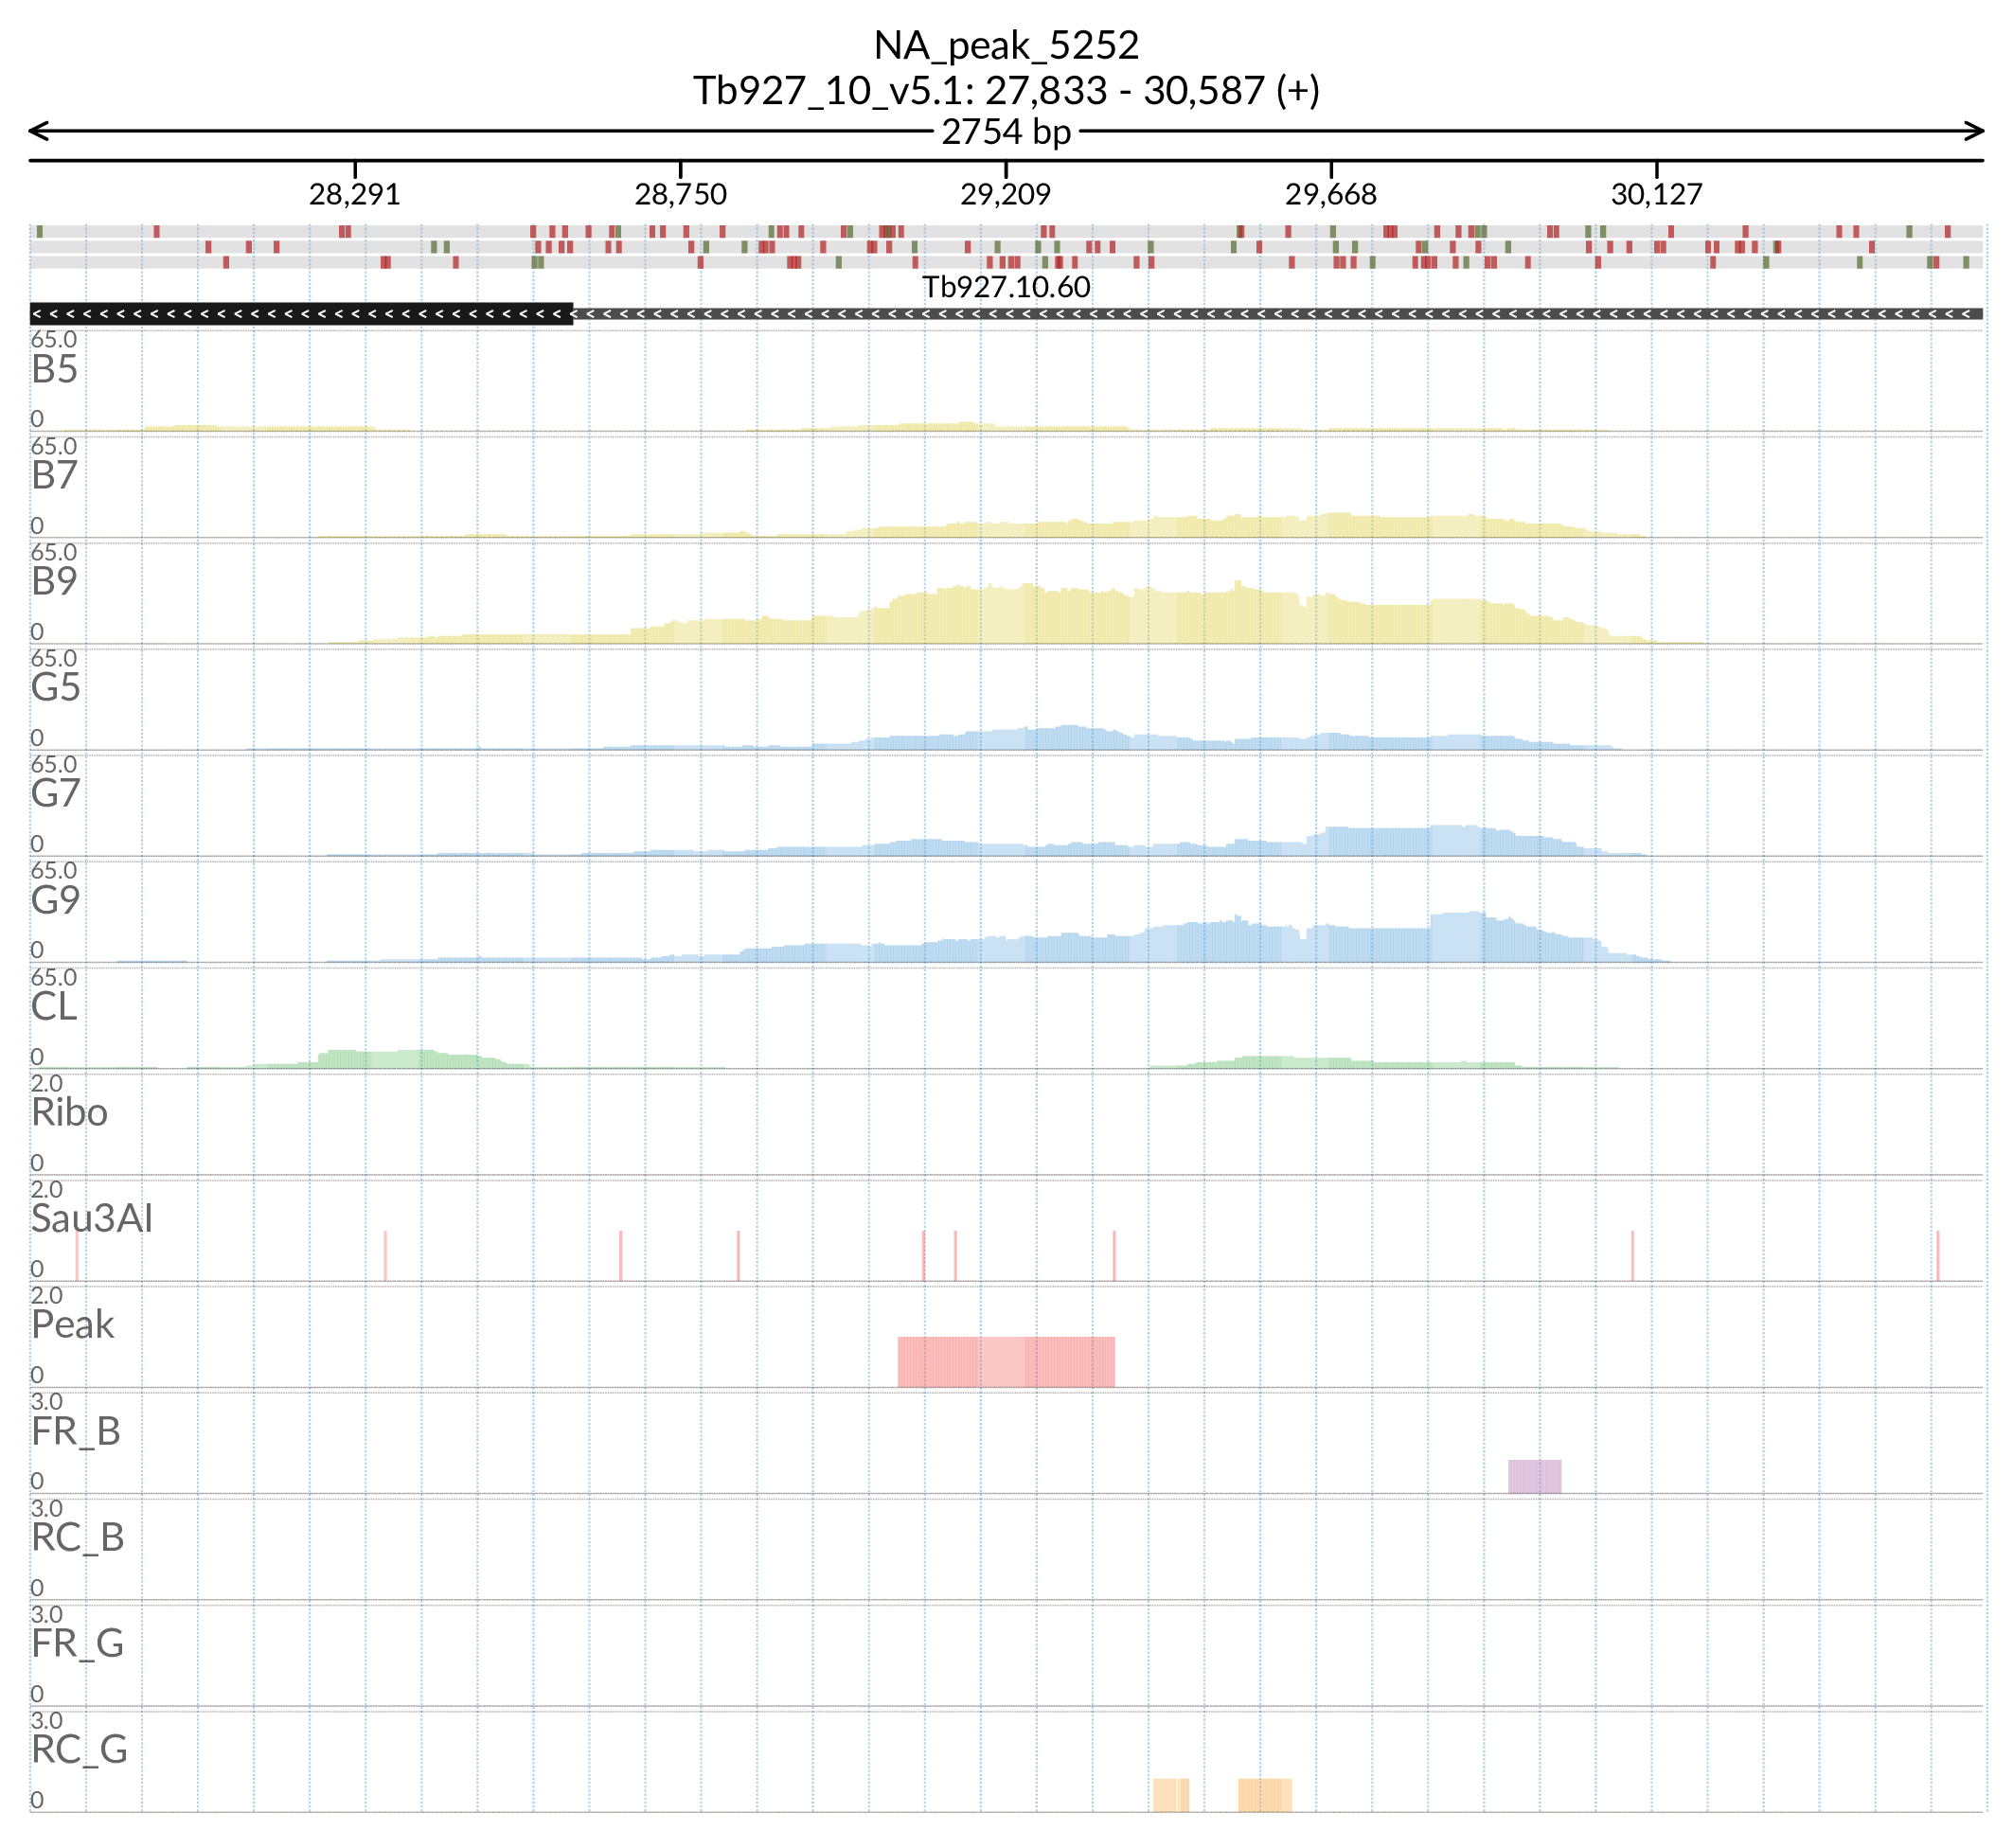 NA_peak_5252
Tb927_10_v5.1: 27,833 - 30,587 (+)
2754 bp
28,291 28,750 29,209 29,668 30,127
Tb927.10.60
65.0
B5
0
65.0
B7
0
65.0
B9
0
65.0
G5
0
65.0
G7
0
65.0
G9
0
65.0
CL
0
2.0
Ribo
0
2.0
Sau3AI
0
2.0
Peak
0
3.0
FR_B
0
3.0
RC_B
0
3.0
FR_G
0
3.0
RC_G
0